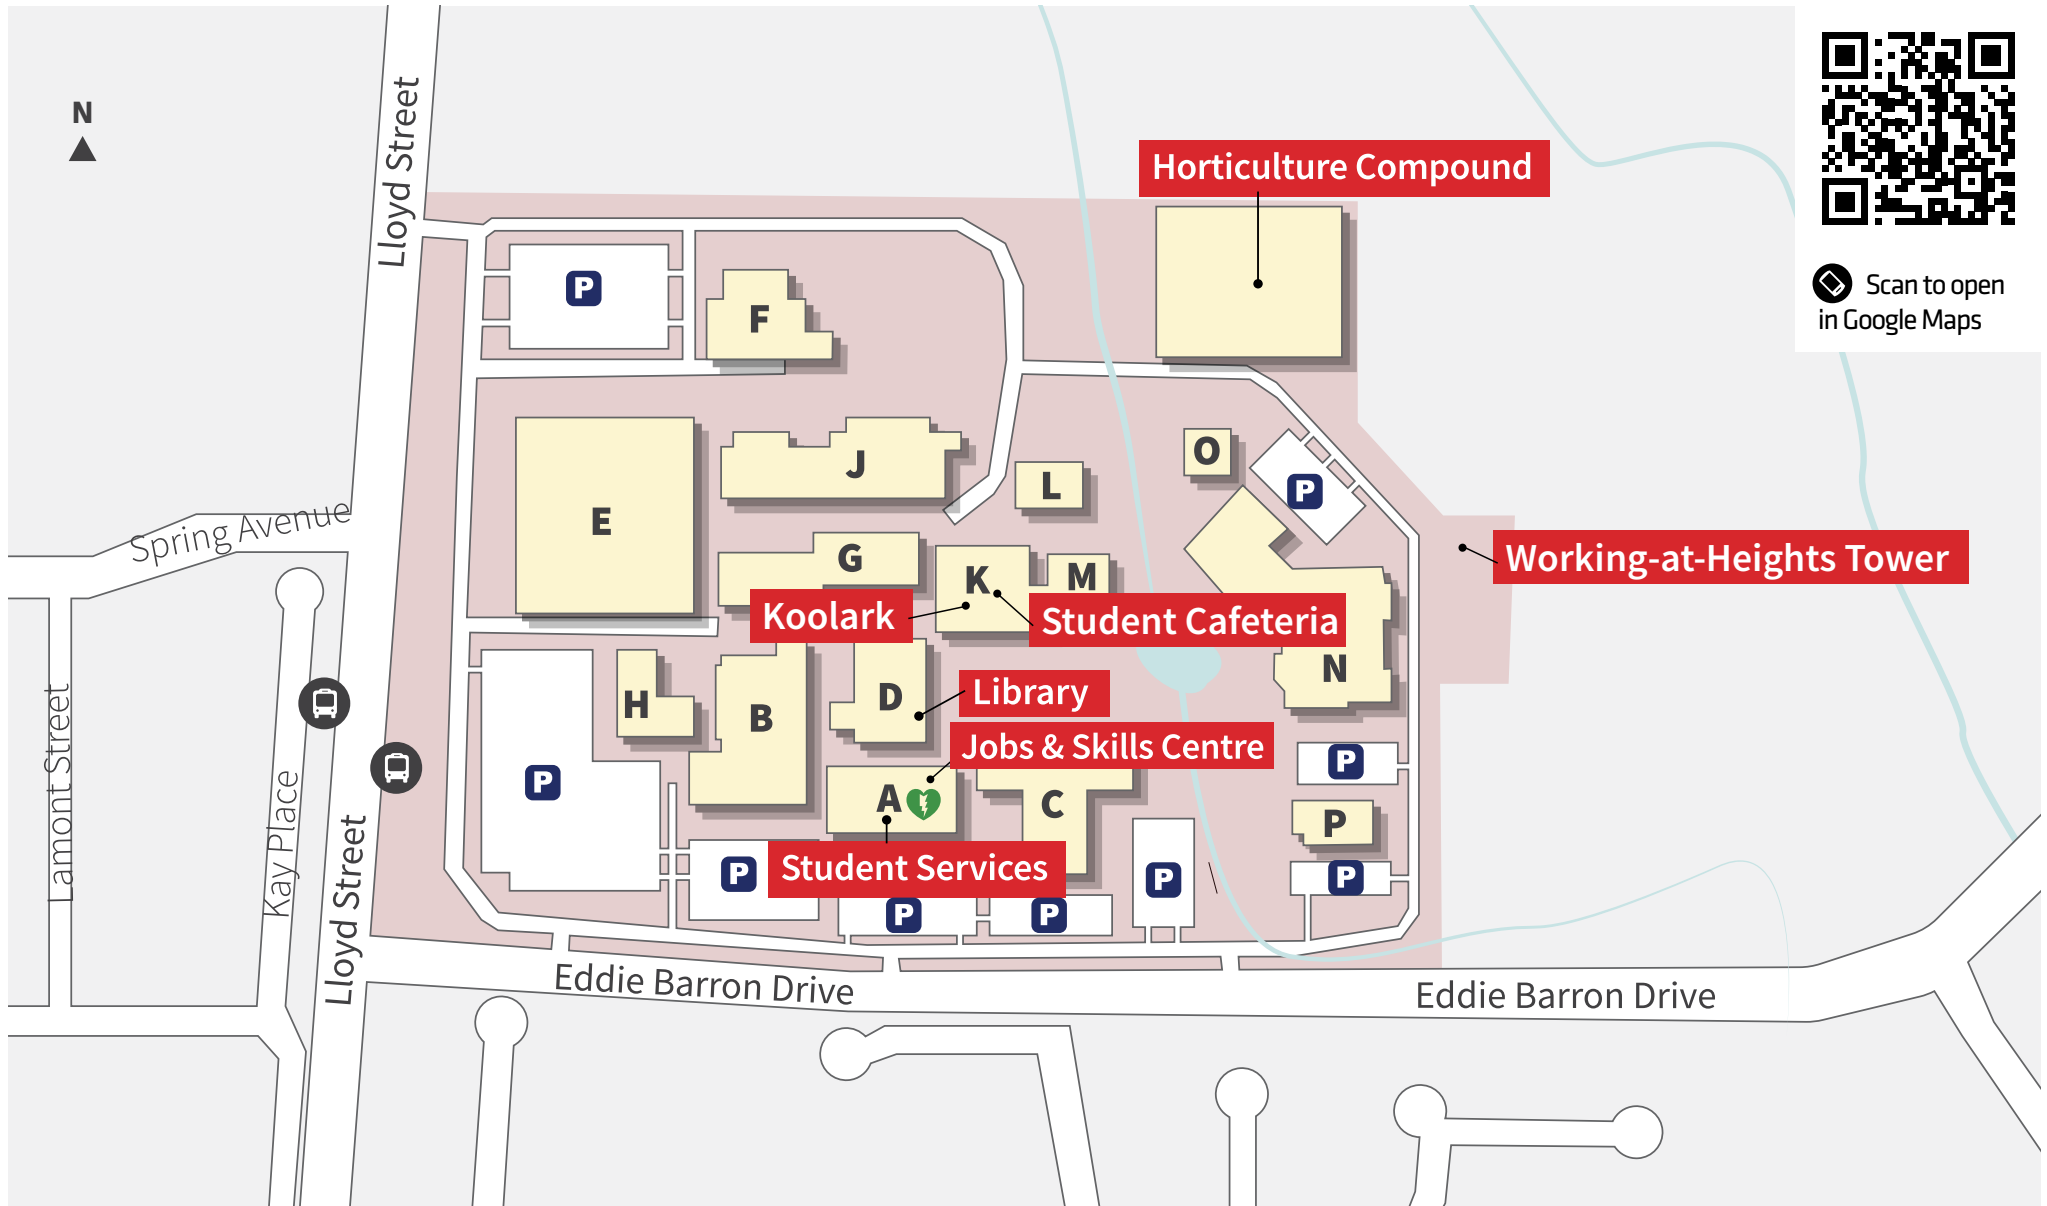 N
Lloyd Street
Horticulture Compound
Scan to open
in Google Maps
P
F
O
J
L
P
E
Spring Avenue
G
K
M
Working-at-Heights Tower
Koolark
Student Cafeteria
N
H
B
D
Library
Jobs & Skills Centre
P
P
A
C
P
Lamont Street
Kay Place
Lloyd Street
P
Student Services
P
P
P
P
Eddie Barron Drive
Eddie Barron Drive